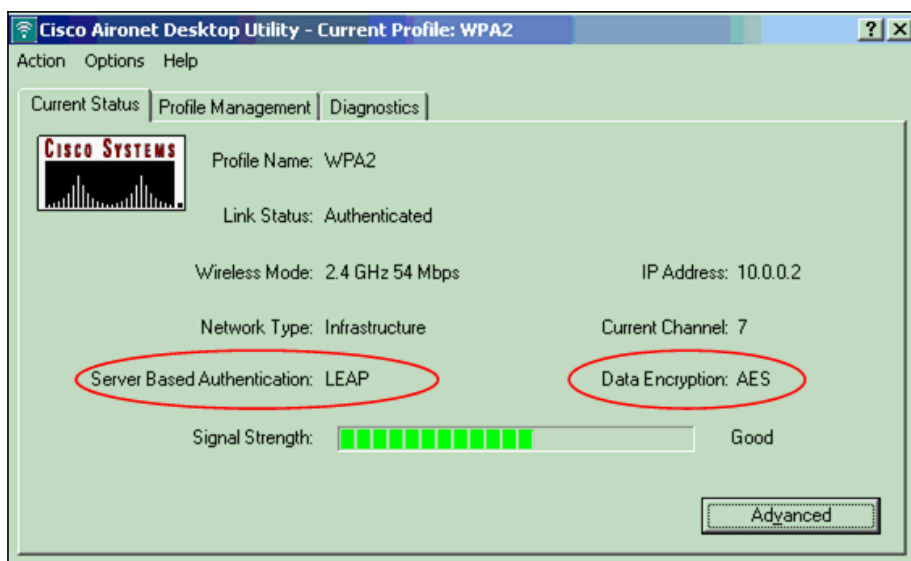 Cisco Aironet Desktop Utility - Current Profile: WPA2
Action Options Help
Current Status Profile Management Diagnostics
CISCO SYSTEMS
Profile Name: WPA2
Link Status: Authenticated
Wireless Mode: 2.4 GHz 54 Mbps IP Address: 10.0.0.2
Network Type: Infrastructure Current Channel: 7
Server Based Authentication: LEAP Data Encryption: AES
Signal Strength: Good
Advanced